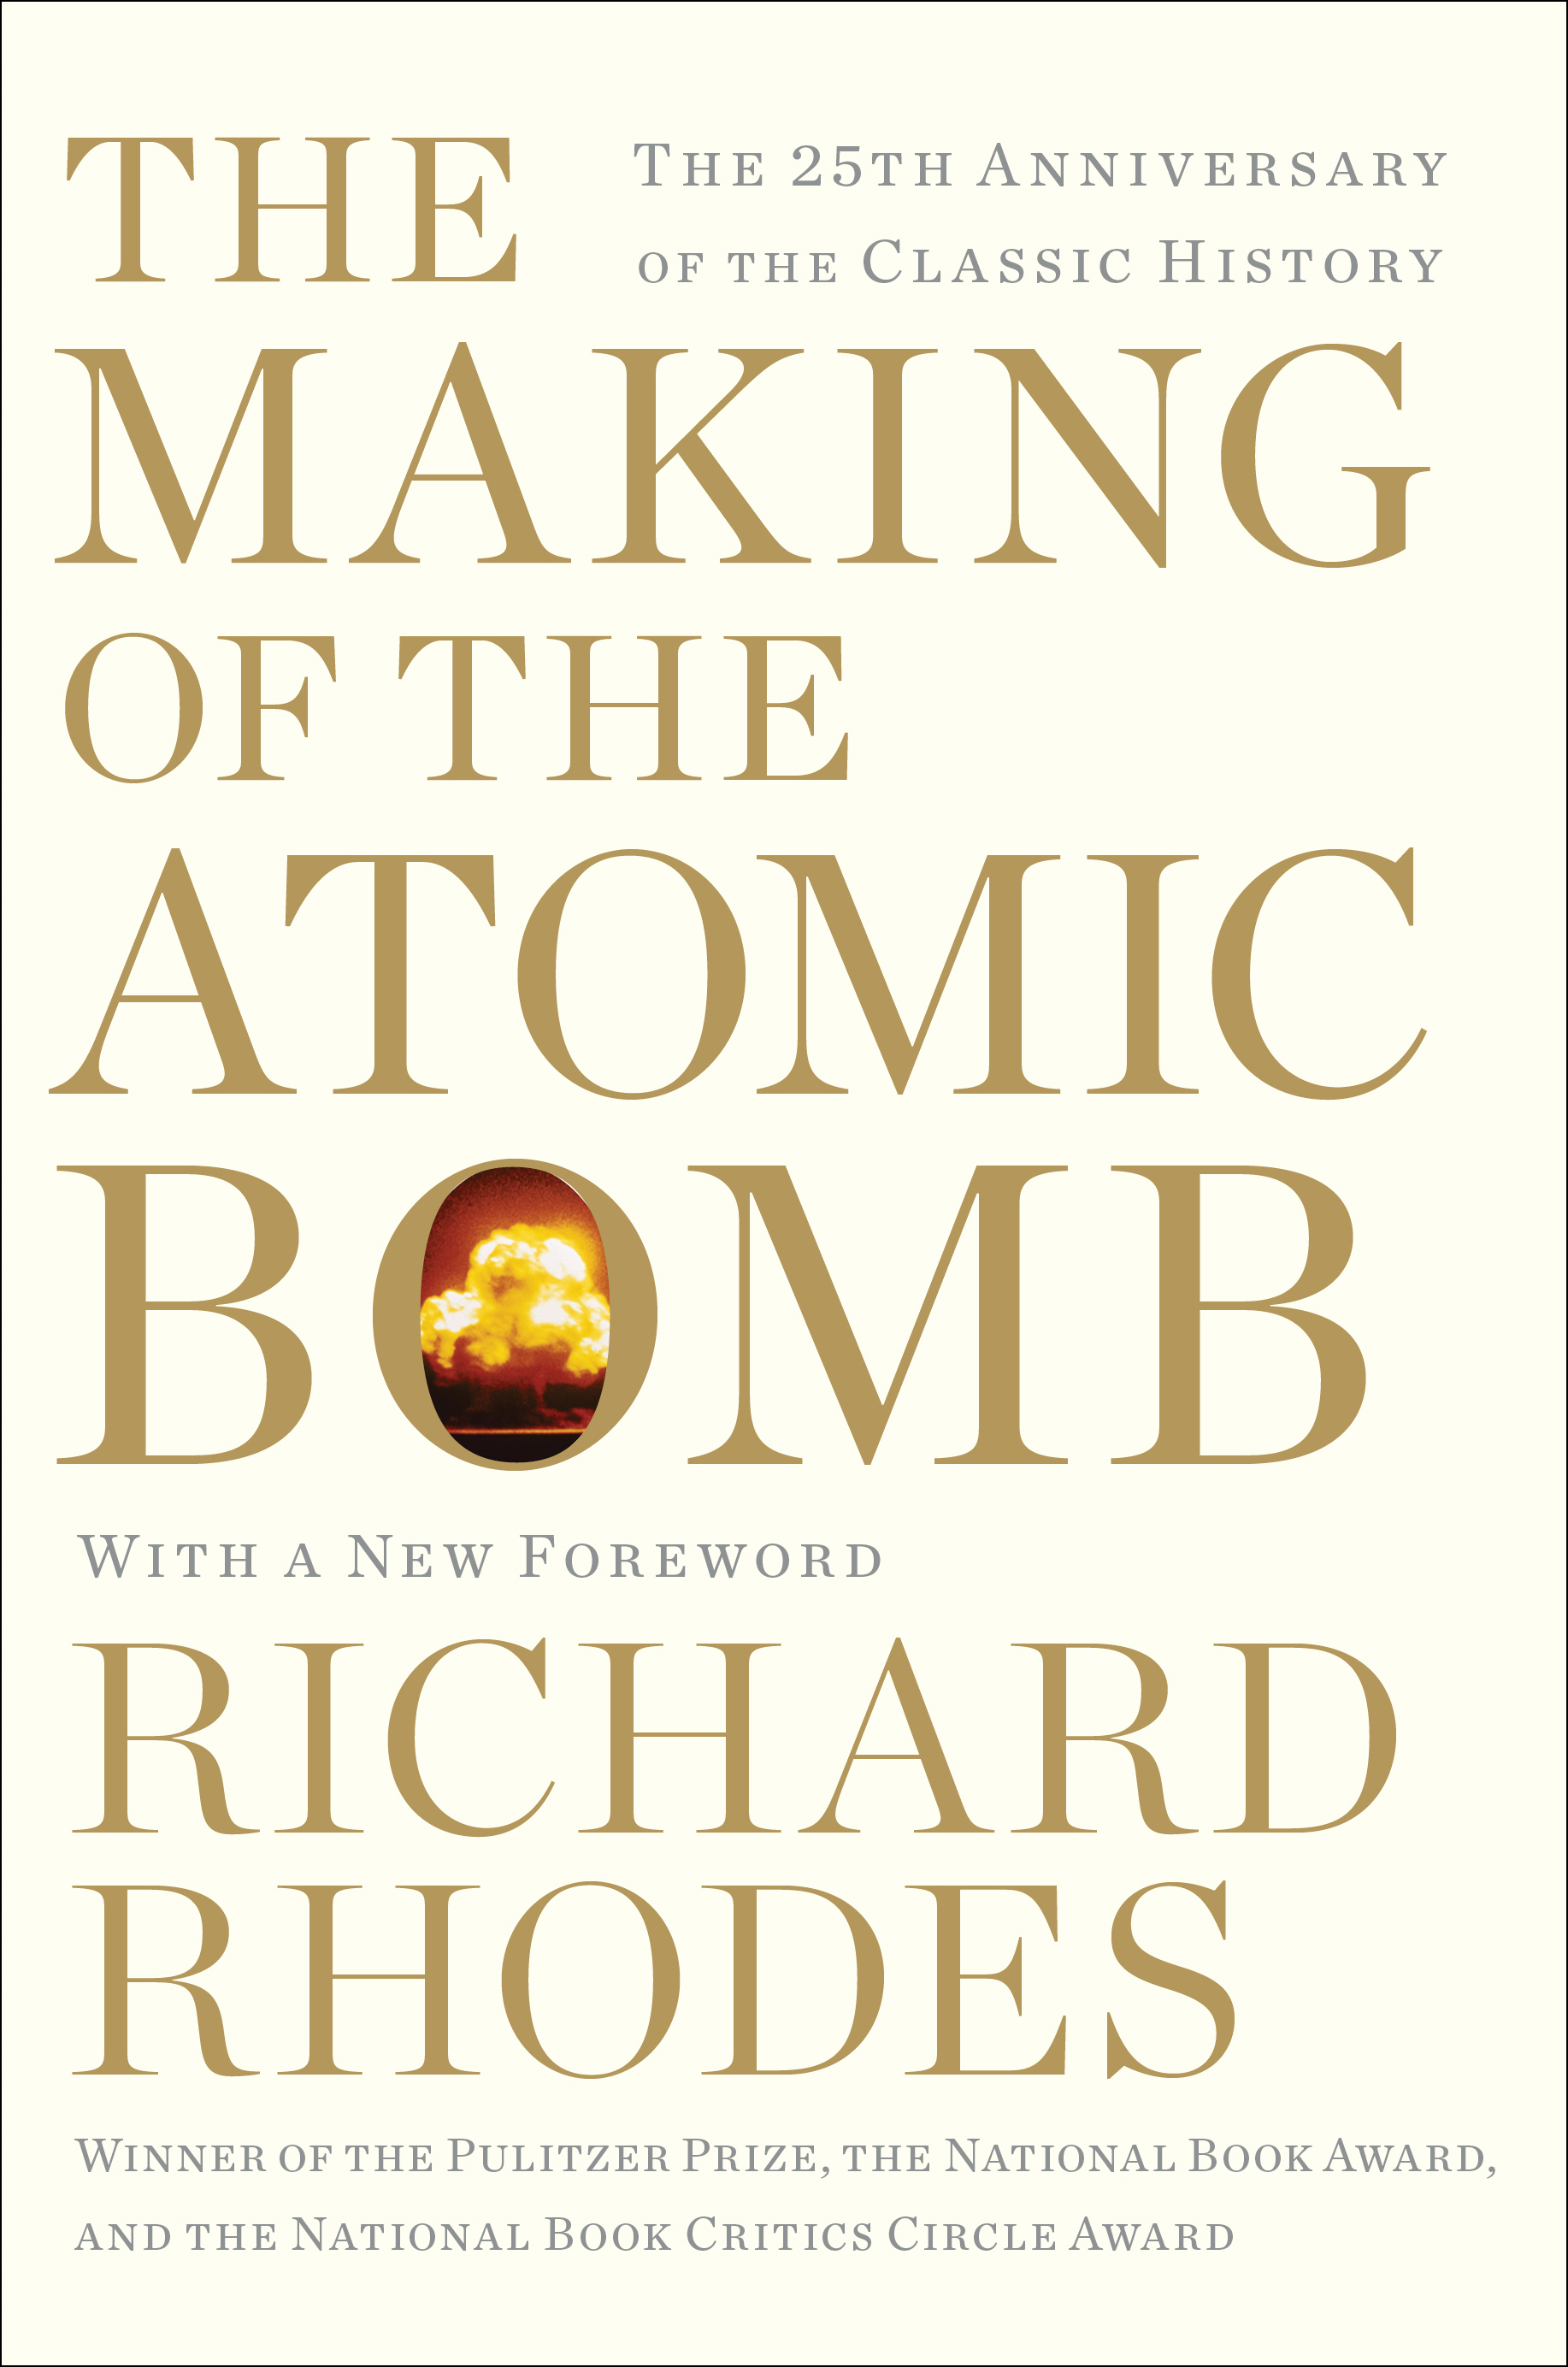 THE
THE 25TH ANNIVERSARY
OF THE CLASSIC HISTORY
MAKING
OF THE
ATOMIC
BOMB
WITH A NEW FOREWORD
RICHARD
RHODES
WINNER OF THE PULITZER PRIZE, THE NATIONAL BOOK AWARD,
AND THE NATIONAL BOOK CRITICS CIRCLE AWARD